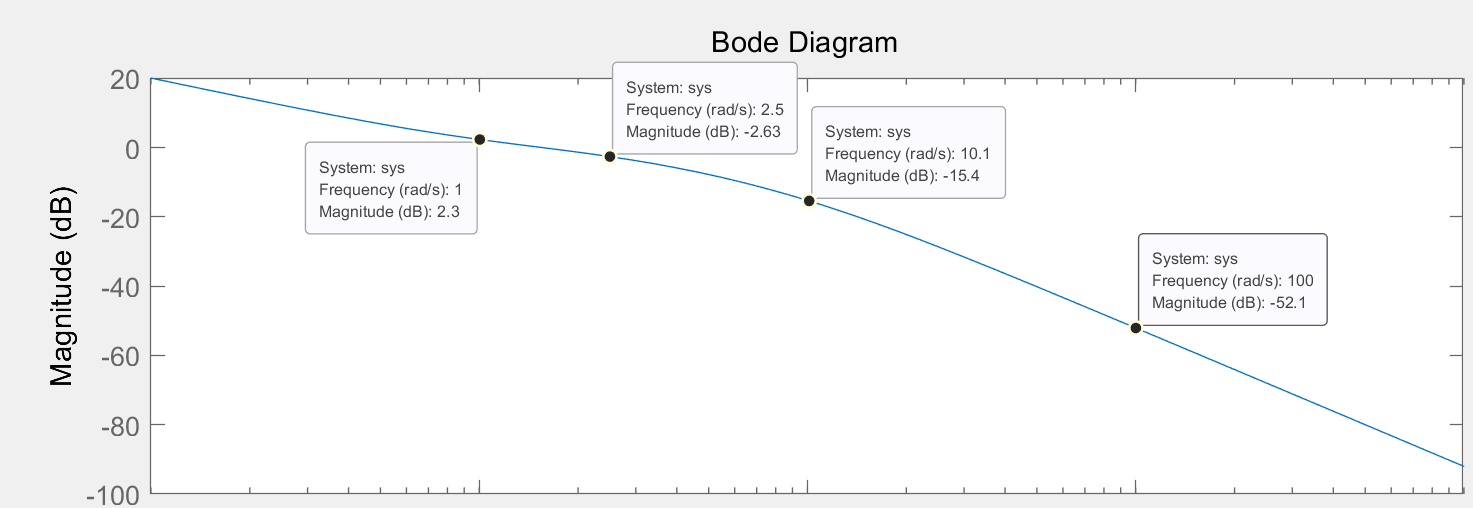 Bode Diagram
Magnitude (dB)
20
0
-20
-40
-60
-80
-100
System: sys
Frequency (rad/s): 1
Magnitude (dB): 2.3
System: sys
Frequency (rad/s): 2.5
Magnitude (dB): -2.63
System: sys
Frequency (rad/s): 10.1
Magnitude (dB): -15.4
System: sys
Frequency (rad/s): 100
Magnitude (dB): -52.1